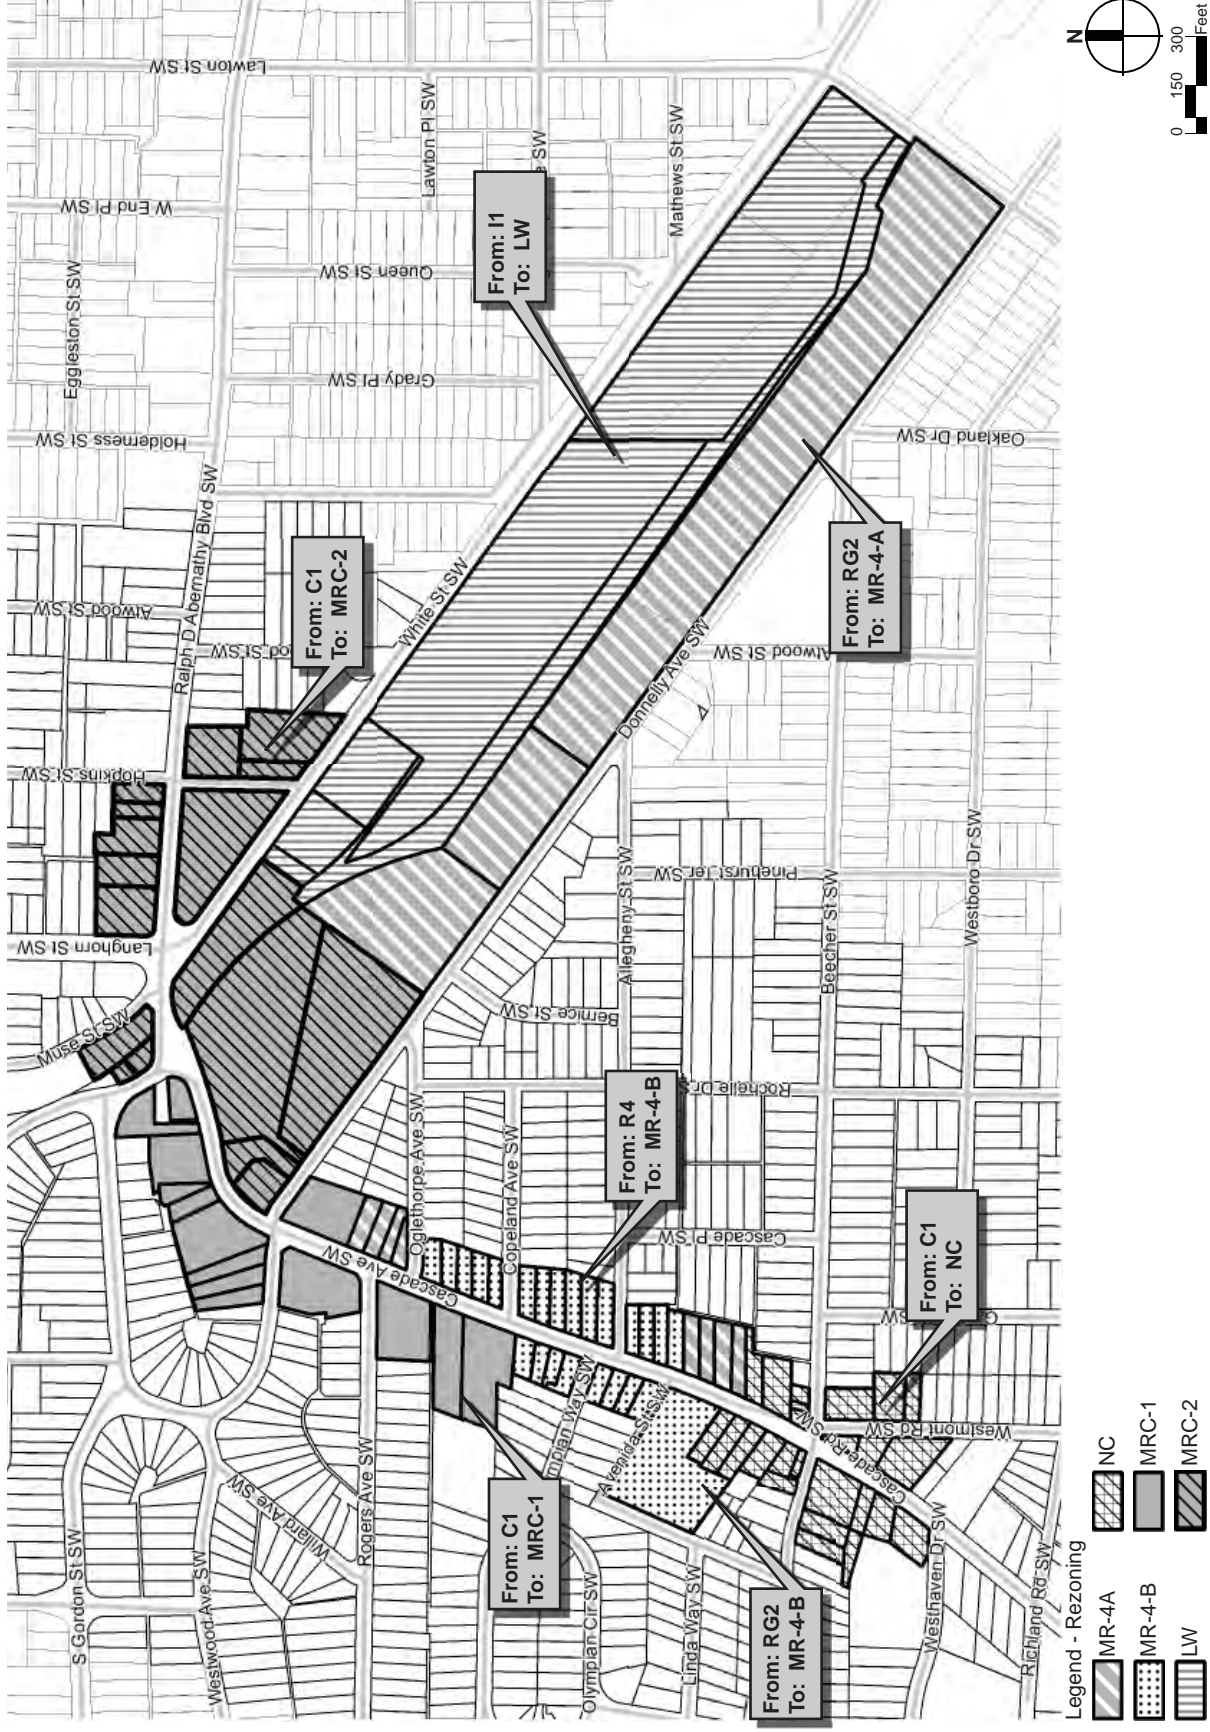 S Gordon St SW
Westwood Ave SW
Willard Ave SW
Rogers Ave SW
Muse St SW
Langhorn St SW
Hopkins St SW
Ralph D Abernathy Blvd SW
Atwood St SW
od St SW
Holderness St SW
Eggleston St SW
W End Pl SW
Lawton St SW
Grady Pl SW
Queen St SW
Lawton Pl SW
e SW
Mathews St SW
White St SW
From: C1
To: MRC-2
From: I1
To: LW
From: RG2
To: MR-4-A
Donnelly Ave SW
Oakland Dr SW
Atwood St SW
Cascade Ave SW
Oglethorpe Ave SW
Copeland Ave SW
Bernice St SW
Allegheny St SW
Pinehurst Ter SW
Rochelle Dr S
Beecher St SW
Westboro Dr SW
Cascade Pl SW
From: R4
To: MR-4-B
From: C1
To: NC
From: C1
To: MRC-1
From: RG2
To: MR-4-B
Olympian Cir SW
mpian Way SW
Avenida St SW
Linda Way SW
Cascade Rd SW
Westmont Rd SW
Westhaven Dr SW
Richland Rd SW
Legend - Rezoning
MR-4A
MR-4-B
LW
NC
MRC-1
MRC-2
N
0 150 300
Feet